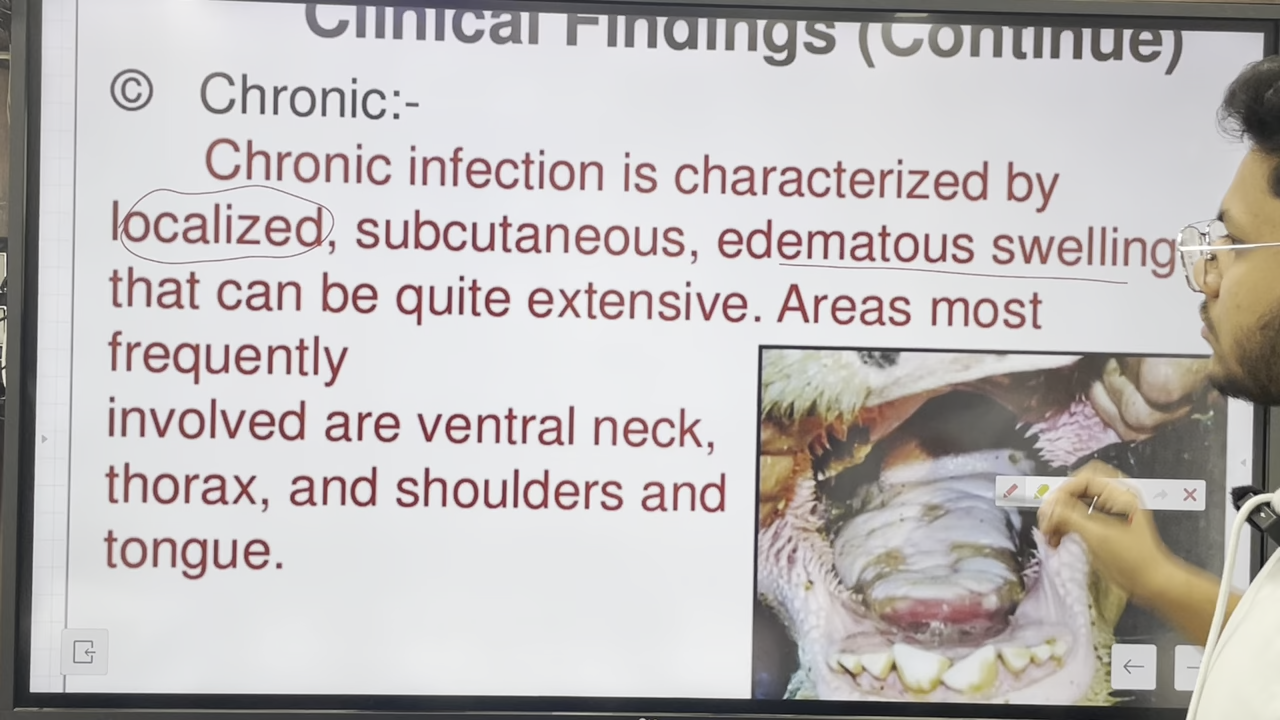 Clinical Findings (Continue)
© Chronic:-
Chronic infection is characterized by
localized, subcutaneous, edematous swelling
that can be quite extensive. Areas most
frequently
involved are ventral neck,
thorax, and shoulders and
tongue.